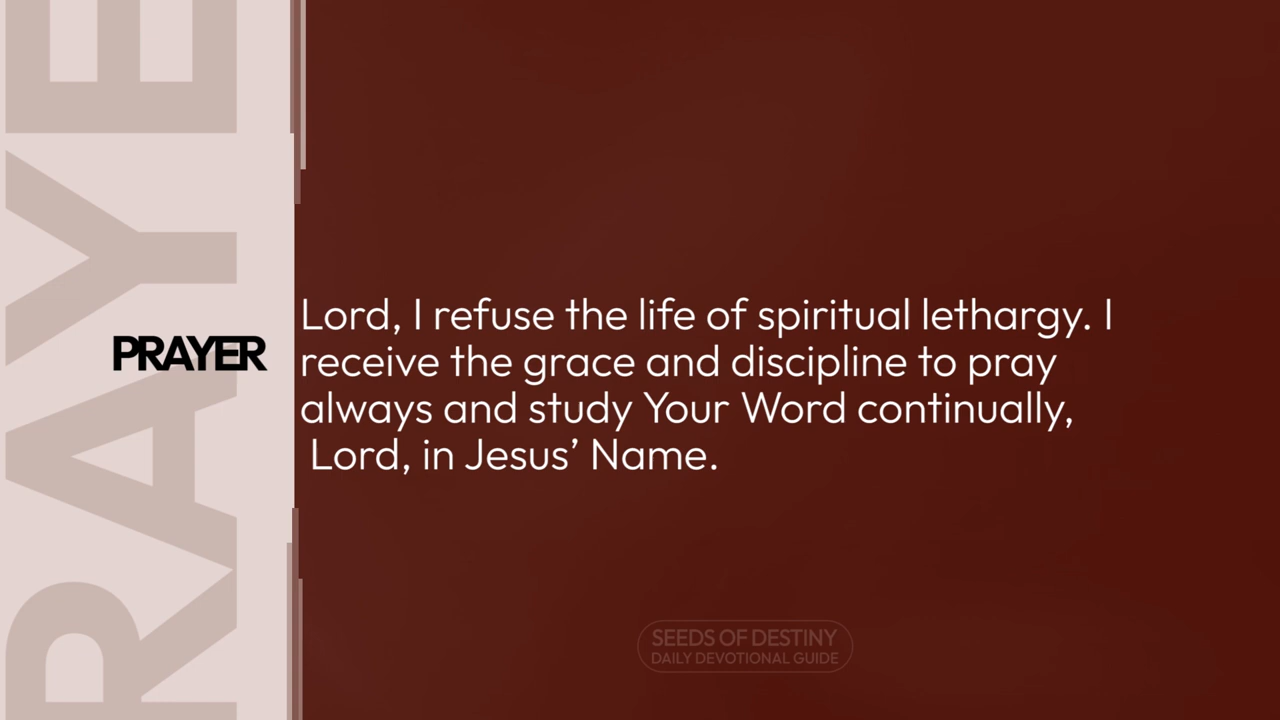 PRAYER
PRAYE
Lord, I refuse the life of spiritual lethargy. I
receive the grace and discipline to pray
always and study Your Word continually,
Lord, in Jesus’ Name.
SEEDS OF DESTINY
DAILY DEVOTIONAL GUIDE